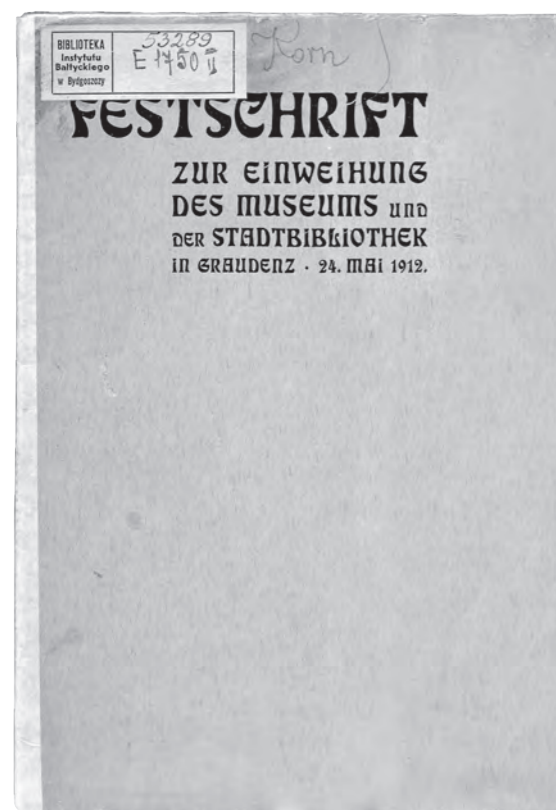 BIBLIOTEKA
Instytutu
Bałtyckiego
w Bydgoszczy
53289
E 1750 II
Korn
FESTSCHRIFT
ZUR EINWEIHUNG
DES MUSEUMS UND
DER STADTBIBLIOTHEK
IN GRAUDENZ · 24. MAI 1912.